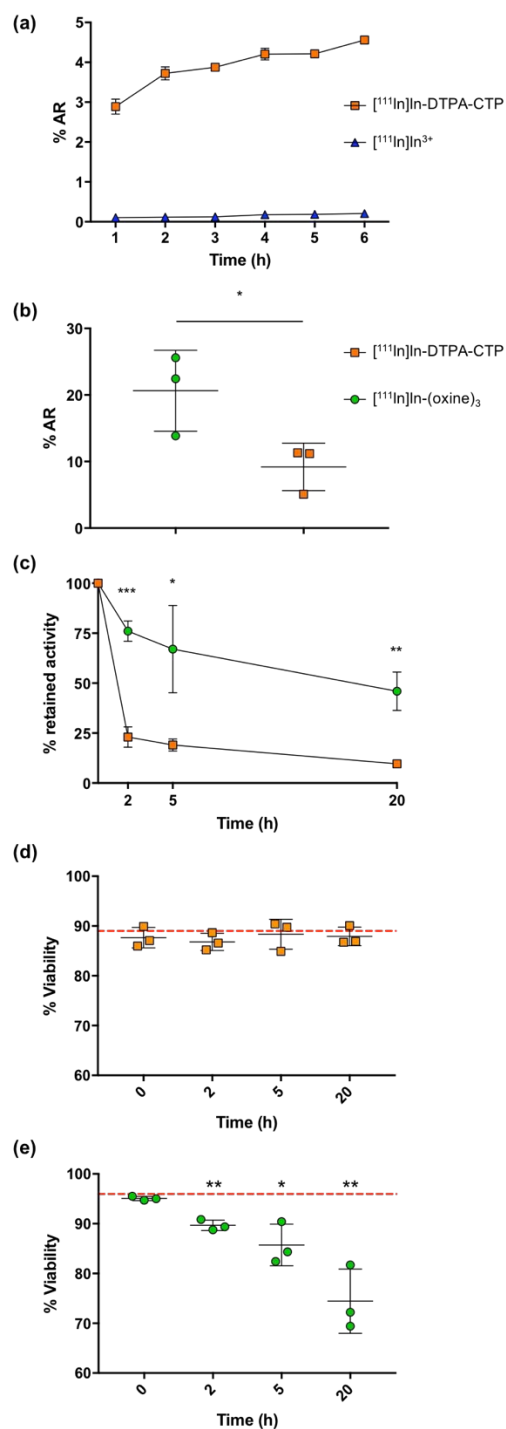 (a)
5
4
3
2
1
0
% AR
1 2 3 4 5 6
Time (h)
[¹¹¹In]In-DTPA-CTP
[¹¹¹In]In³⁺
(b)
*
30
20
10
0
% AR
[¹¹¹In]In-DTPA-CTP
[¹¹¹In]In-(oxine)₃
(c)
100
75
50
25
0
% retained activity
*** * **
2 5 20
Time (h)
(d)
100
90
80
70
60
% Viability
0 2 5 20
Time (h)
(e)
100
90
80
70
60
% Viability
** * **
0 2 5 20
Time (h)